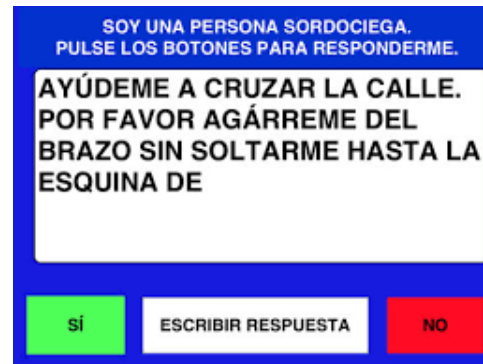 SOY UNA PERSONA SORDOCIEGA.
PULSE LOS BOTONES PARA RESPONDERME.
AYÚDEME A CRUZAR LA CALLE.
POR FAVOR AGÁRREME DEL
BRAZO SIN SOLTARME HASTA LA
ESQUINA DE
SÍ
ESCRIBIR RESPUESTA
NO